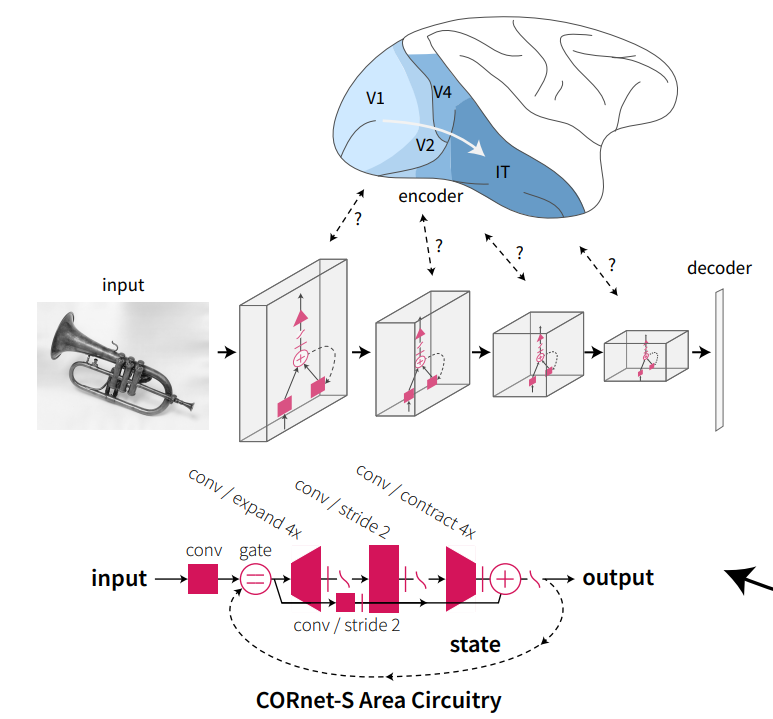 V1
V4
V2
IT
encoder
?
?
?
?
decoder
input
conv / expand 4x
conv / stride 2
conv / contract 4x
conv
gate
input
=
+
output
conv / stride 2
state
CORnet-S Area Circuitry